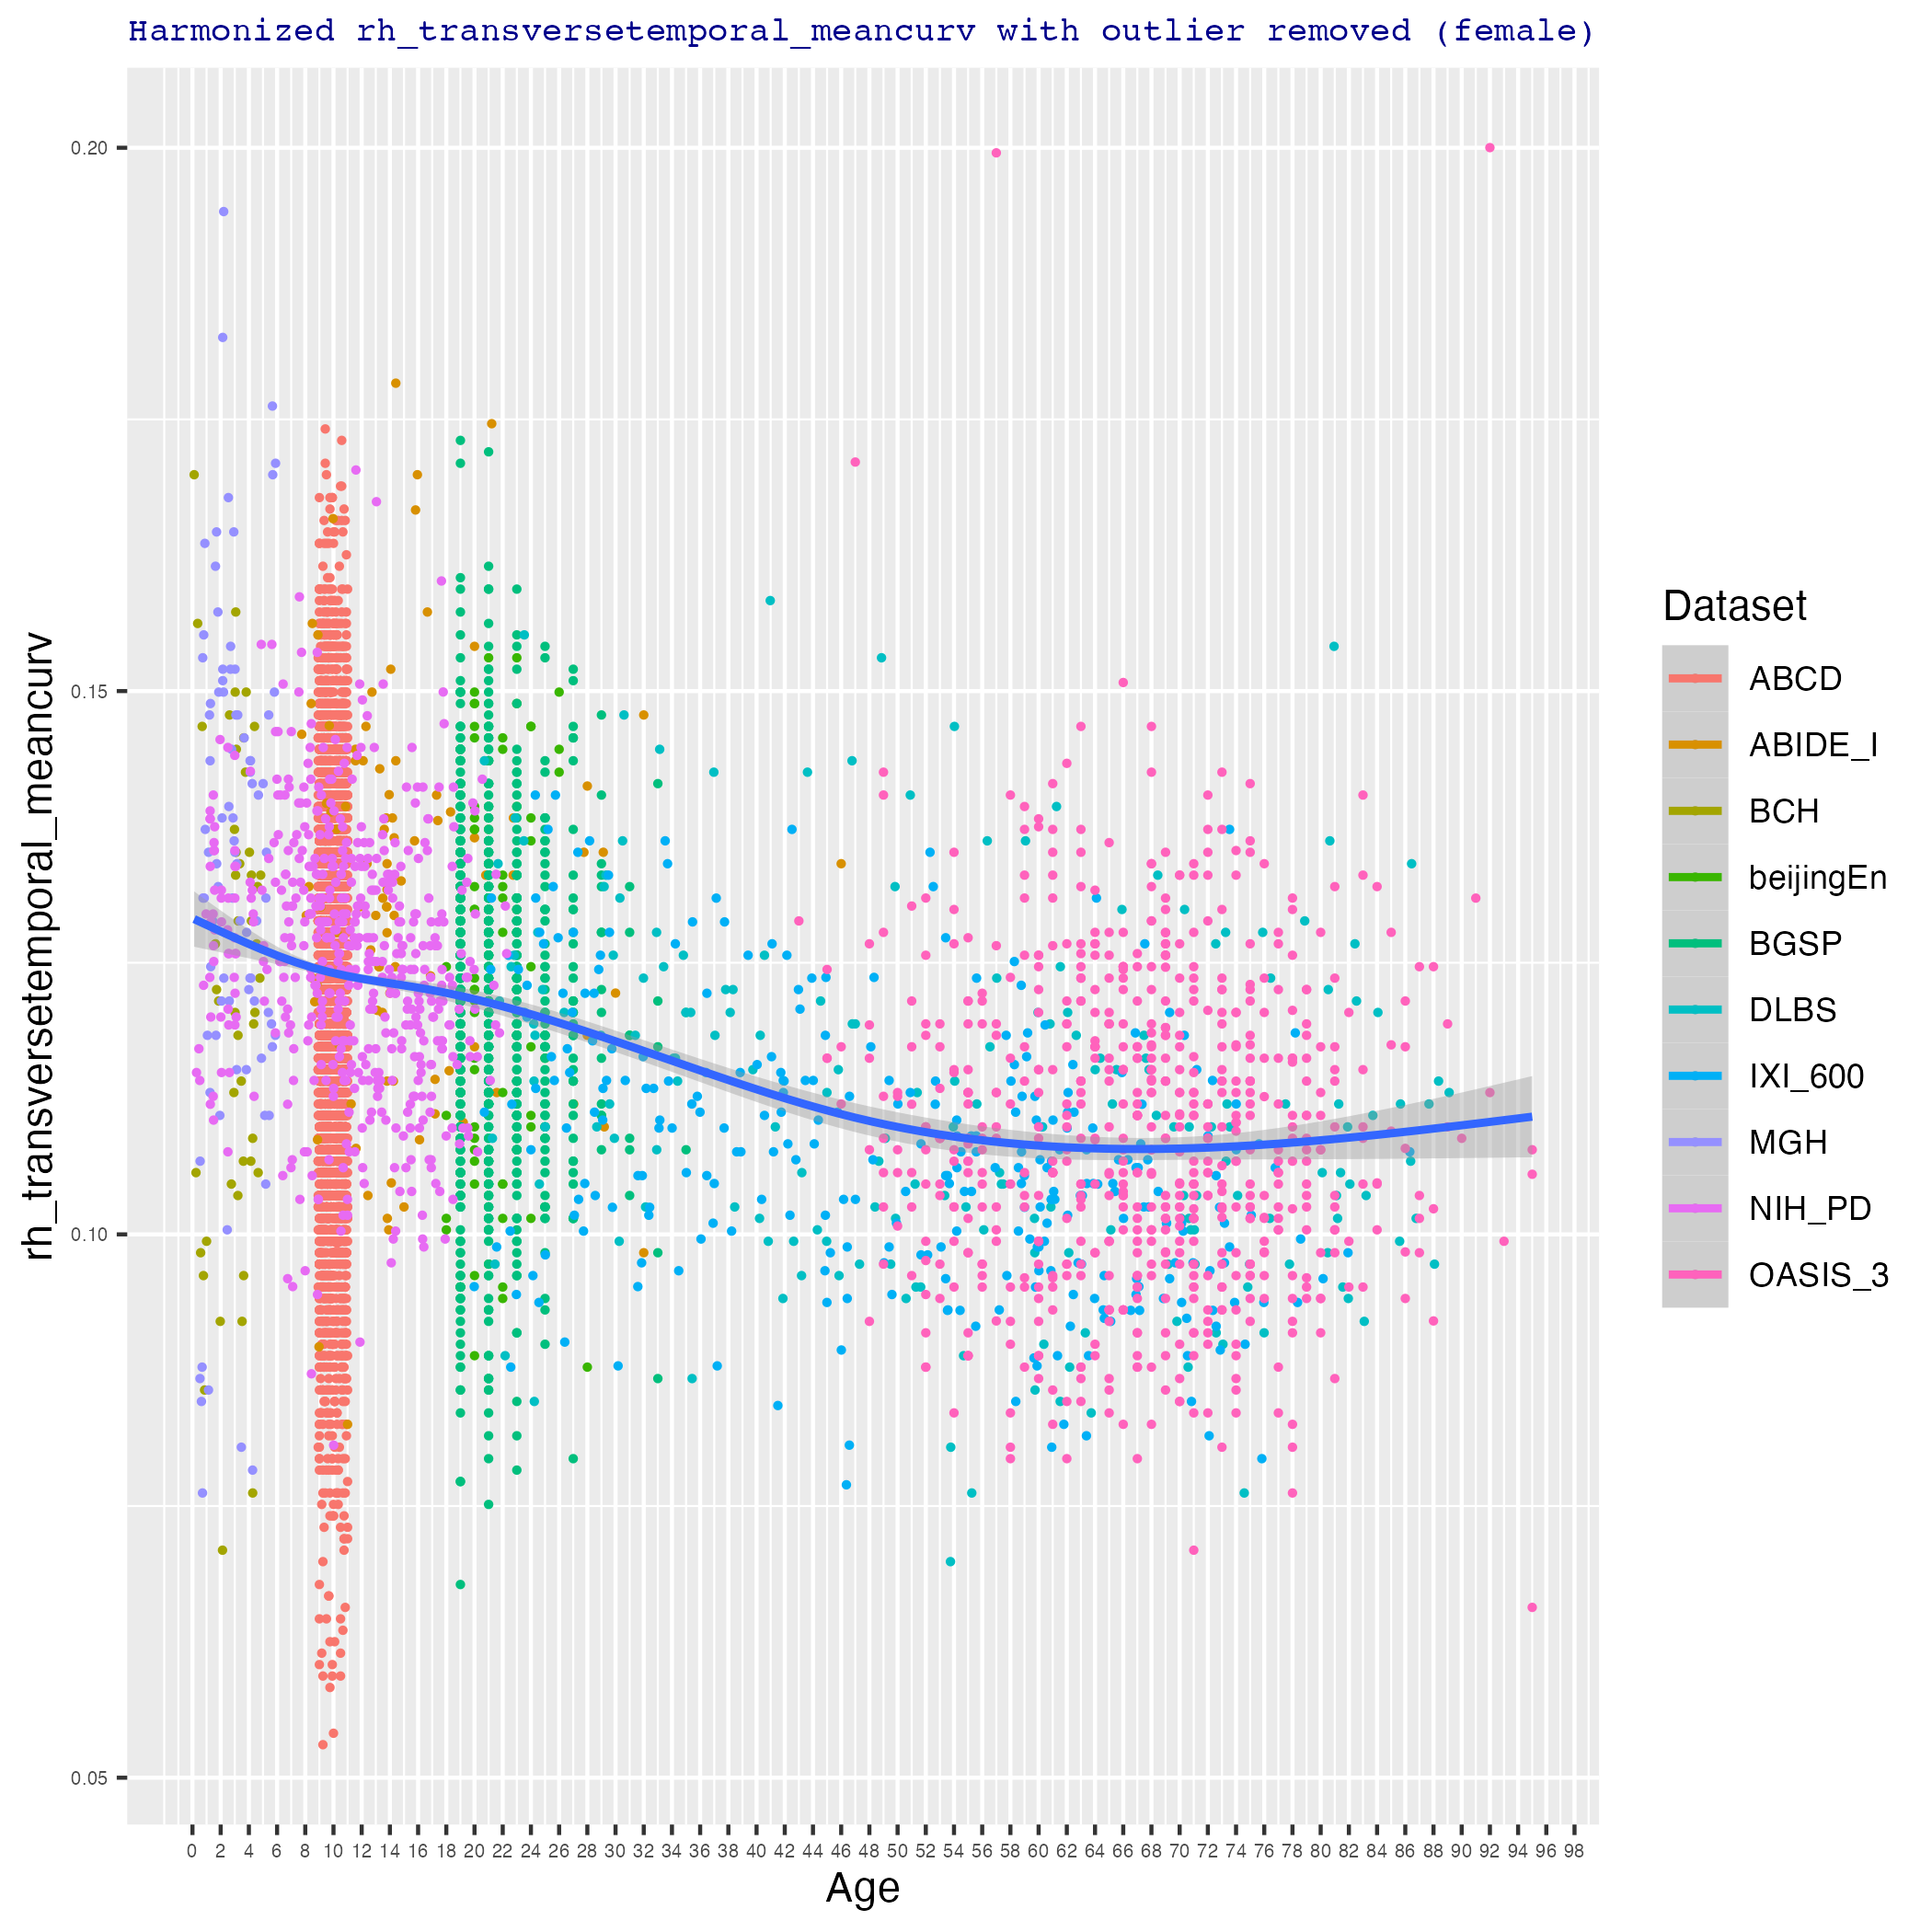 Harmonized rh_transversetemporal_meancurv with outlier removed (female)
rh_transversetemporal_meancurv
0.20
0.15
0.10
0.05
0 2 4 6 8 10 12 14 16 18 20 22 24 26 28 30 32 34 36 38 40 42 44 46 48 50 52 54 56 58 60 62 64 66 68 70 72 74 76 78 80 82 84 86 88 90 92 94 96 98
Age
Dataset
ABCD
ABIDE_I
BCH
beijingEn
BGSP
DLBS
IXI_600
MGH
NIH_PD
OASIS_3